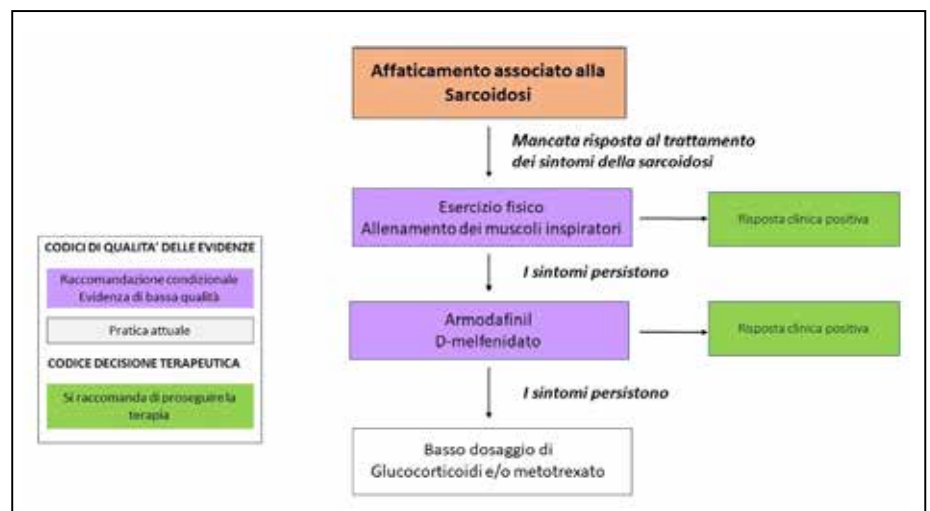 Affaticamento associato alla
Sarcoidosi
Mancata risposta al trattamento
dei sintomi della sarcoidosi
Esercizio fisico
Allenamento dei muscoli inspiratori
Risposta clinica positiva
I sintomi persistono
Armodafinil
D-melfenidato
Risposta clinica positiva
I sintomi persistono
Basso dosaggio di
Glucocorticoidi e/o metotrexato
CODICI DI QUALITA' DELLE EVIDENZE
Raccomandazione condizionale
Evidenza di bassa qualità
Pratica attuale
CODICE DECISIONE TERAPEUTICA
Si raccomanda di proseguire la
terapia